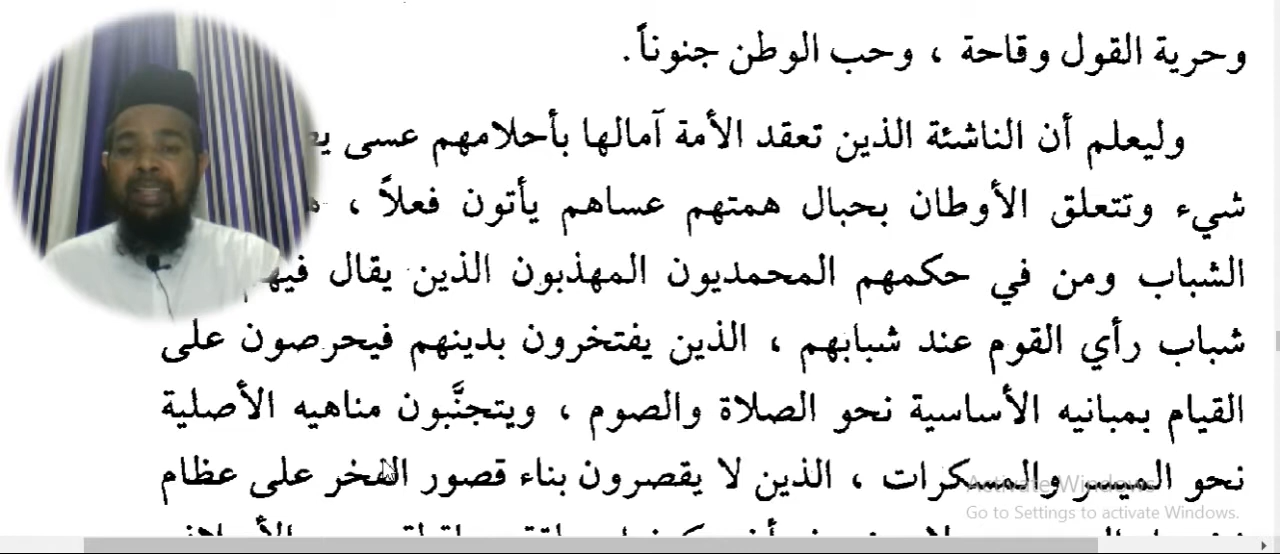 وحرية القول وقاحة ، وحب الوطن جنوناً .
وليعلم أن الناشئة الذين تعقد الأمة آمالها بأحلامهم عسى
شيء وتتعلق الأوطان بحبال همتهم عساهم يأتون فعلاً ،
الشباب ومن في حكمهم المحمديون المهذبون الذين يقال
شباب رأي القوم عند شبابهم ، الذين يفتخرون بدينهم فيحرصون على
القيام بمبانيه الأساسية نحو الصلاة والصوم ، ويتجنَّبون مناهيه الأصلية
نحو الميسر والمسكرات ، الذين لا يقصرون بناء قصور الفخر على عظام
Activate Windows
Go to Settings to activate Windows.